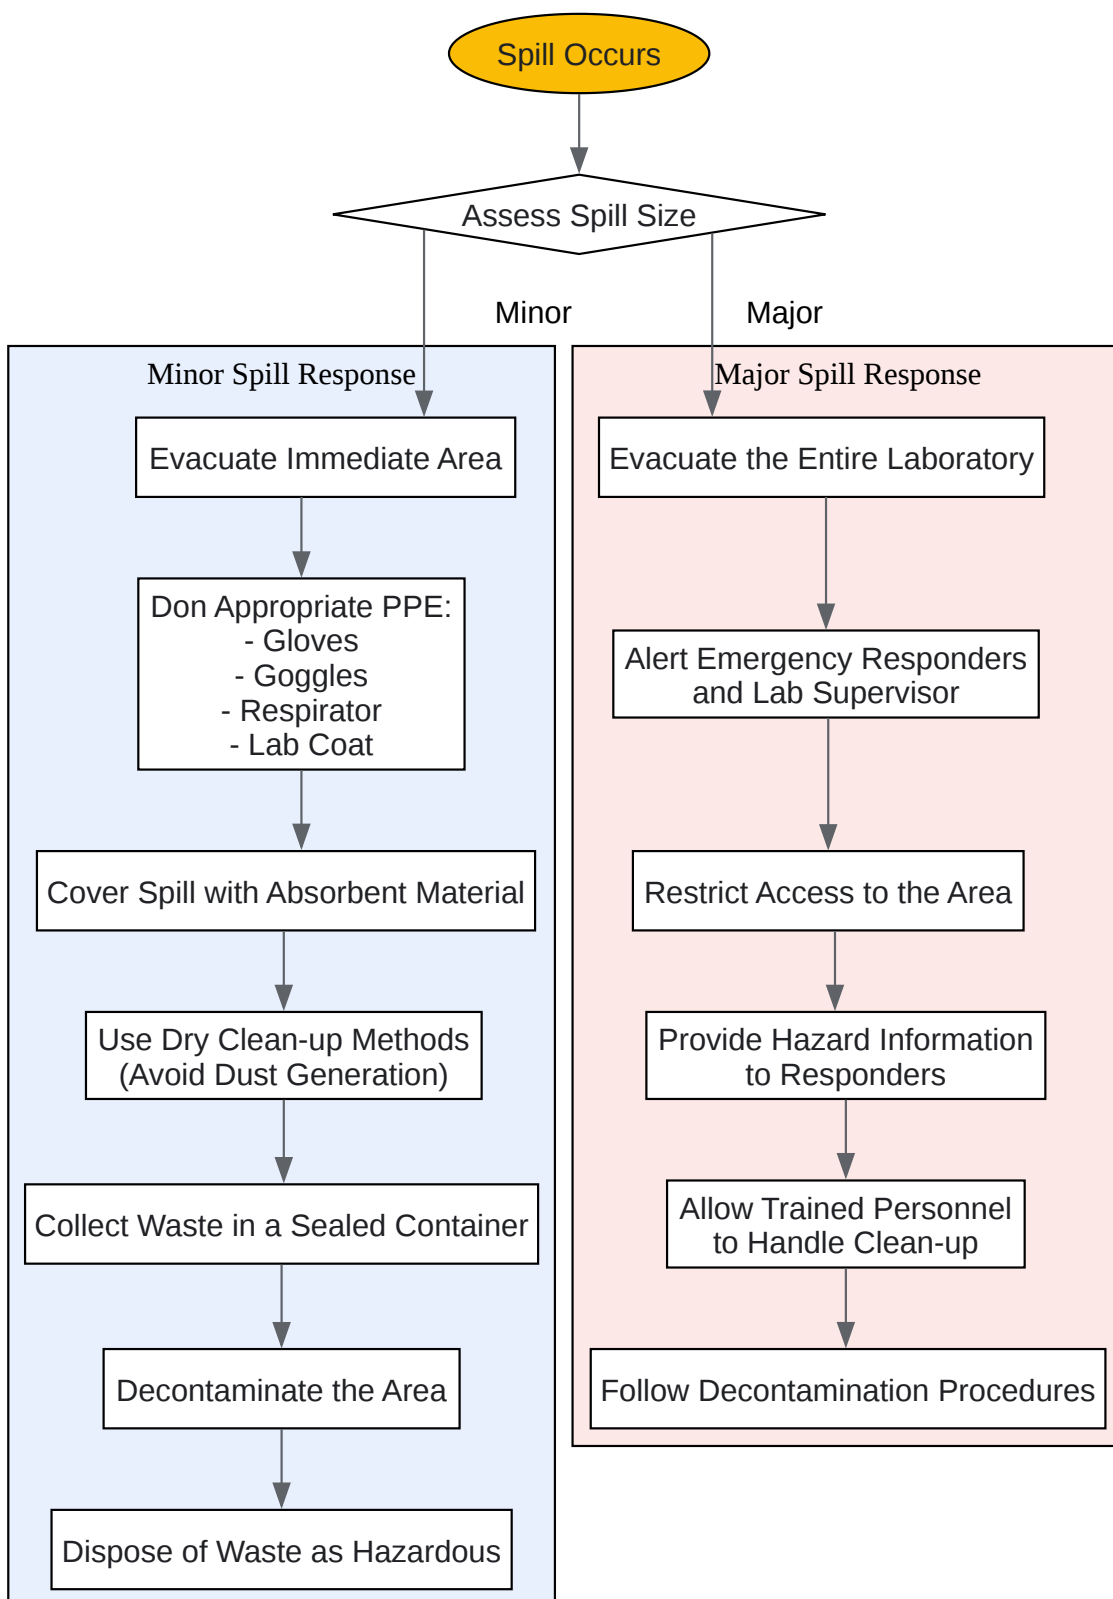 Spill Occurs
Assess Spill Size
Minor
Major
Minor Spill Response
Evacuate Immediate Area
Don Appropriate PPE:
- Gloves
- Goggles
- Respirator
- Lab Coat
Cover Spill with Absorbent Material
Use Dry Clean-up Methods
(Avoid Dust Generation)
Collect Waste in a Sealed Container
Decontaminate the Area
Dispose of Waste as Hazardous
Major Spill Response
Evacuate the Entire Laboratory
Alert Emergency Responders
and Lab Supervisor
Restrict Access to the Area
Provide Hazard Information
to Responders
Allow Trained Personnel
to Handle Clean-up
Follow Decontamination Procedures